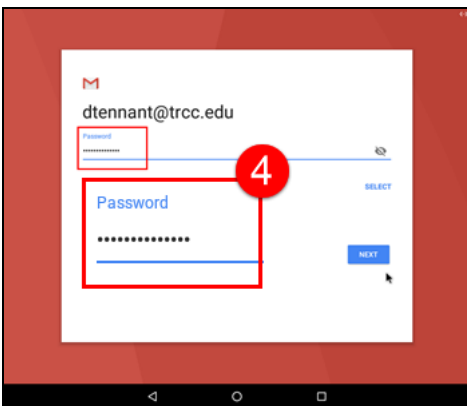 dtennant@trcc.edu
Password
••••••••••••••
4
SELECT
Password
••••••••••••••
NEXT